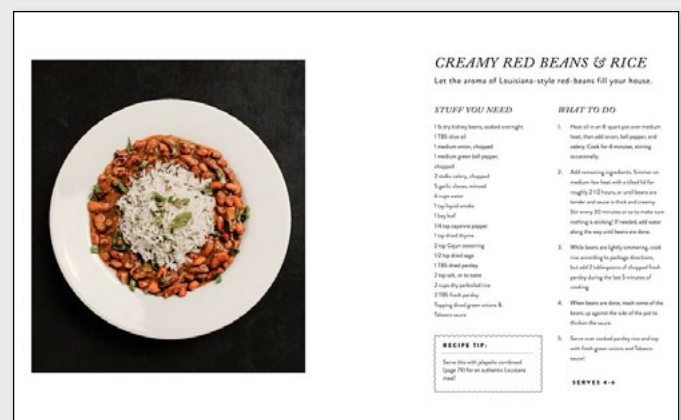 CREAMY RED BEANS & RICE
Let the aroma of Louisiana-style red-beans fill your house.
STUFF YOU NEED
1 lb dry kidney beans, soaked overnight
1 TBS olive oil
1 medium onion, chopped
1 medium green bell pepper,
chopped
2 stalks celery, chopped
5 garlic cloves, minced
6 cups water
1 tsp liquid smoke
1 bay leaf
1/4 tsp cayenne pepper
1 tsp dried thyme
2 tsp Cajun seasoning
1/2 tsp dried sage
1 TBS dried parsley
2 tsp salt, or to taste
2 cups dry parboiled rice
2 TBS fresh parsley
Topping: diced green onions &
Tabasco sauce
RECIPE TIP:
Serve this with jalapeño cornbread
(page 79) for an authentic Louisiana
meal!
WHAT TO DO
1. Heat oil in an 8-quart pot over medium
heat, then add onion, bell pepper, and
celery. Cook for 4 minutes, stirring
occasionally.
2. Add remaining ingredients. Simmer on
medium-low heat with a tilted lid for
roughly 2 1/2 hours, or until beans are
tender and sauce is thick and creamy.
Stir every 30 minutes or so to make sure
nothing is sticking! If needed, add water
along the way until beans are done.
3. While beans are lightly simmering, cook
rice according to package directions,
but add 2 tablespoons of chopped fresh
parsley during the last 5 minutes of
cooking.
4. When beans are done, mash some of the
beans up against the side of the pot to
thicken the sauce.
5. Serve over cooked parsley rice and top
with fresh green onions and Tabasco
sauce!
SERVES 4-6